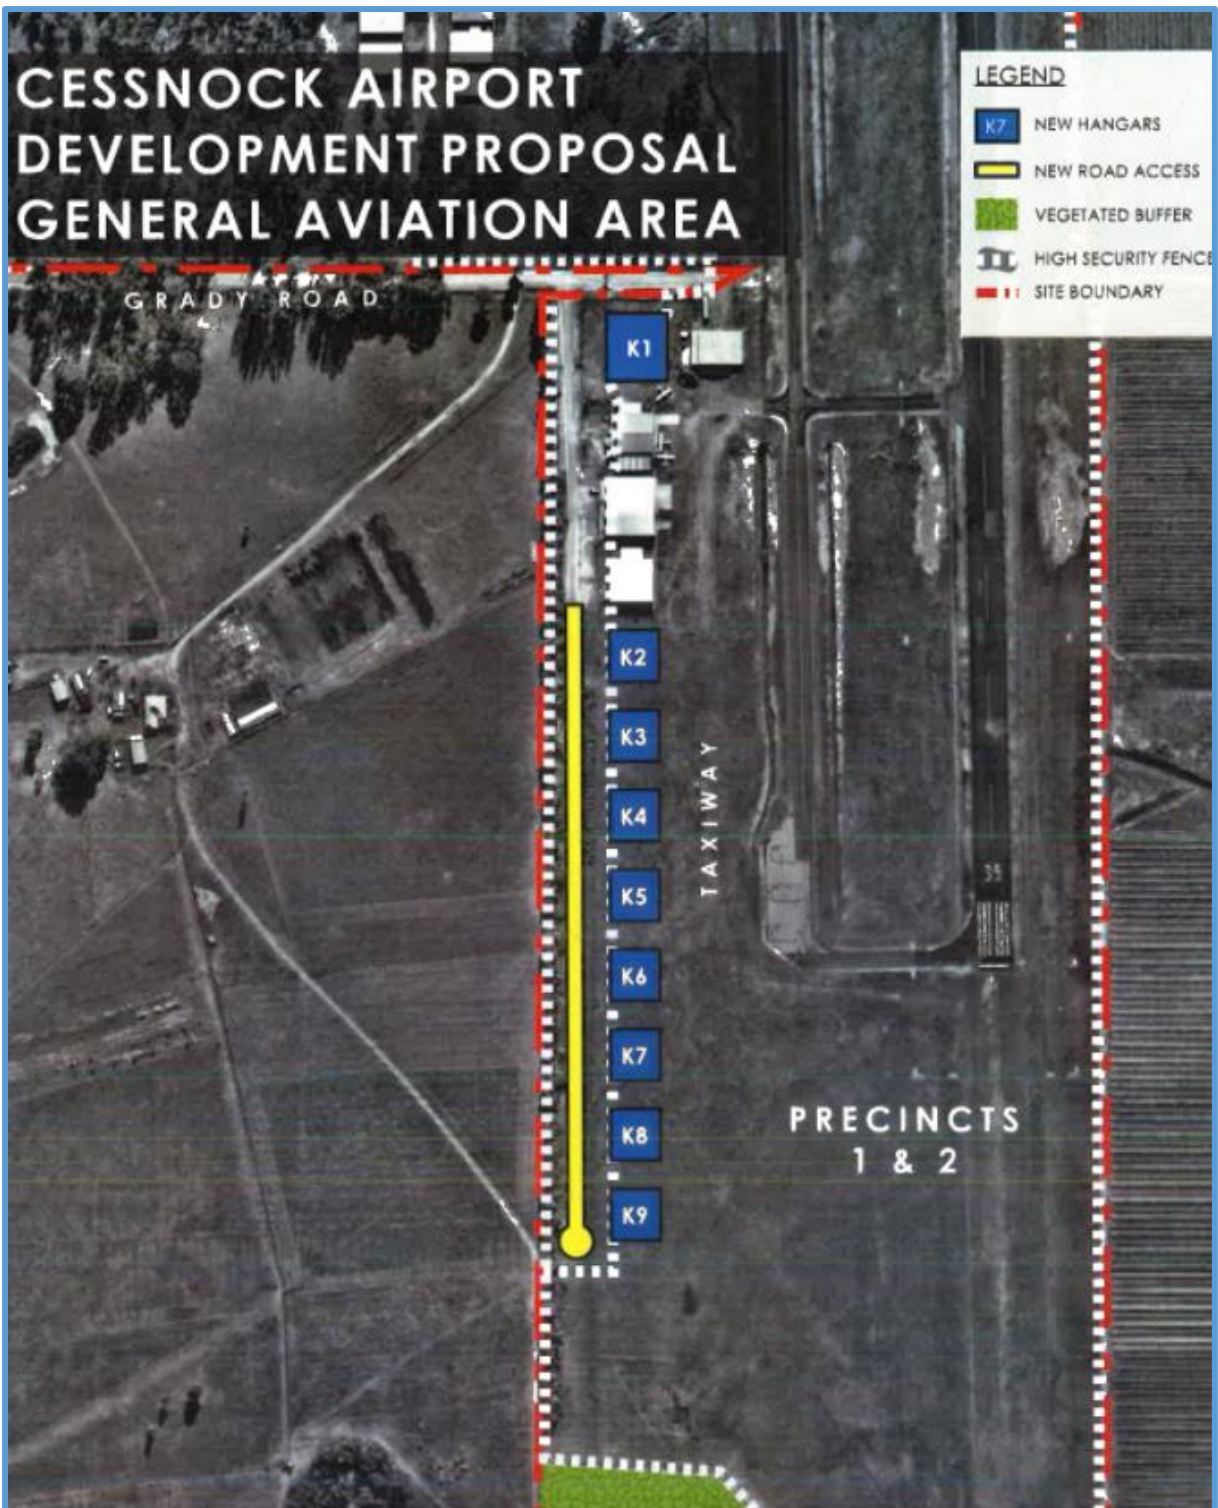 CESSNOCK AIRPORT
DEVELOPMENT PROPOSAL
GENERAL AVIATION AREA
LEGEND
K7 NEW HANGARS
NEW ROAD ACCESS
VEGETATED BUFFER
HIGH SECURITY FENCE
SITE BOUNDARY
GRADY ROAD
K1
K2
K3
K4
TAXIWAY
K5
35
K6
K7
K8
PRECINCTS
1 & 2
K9